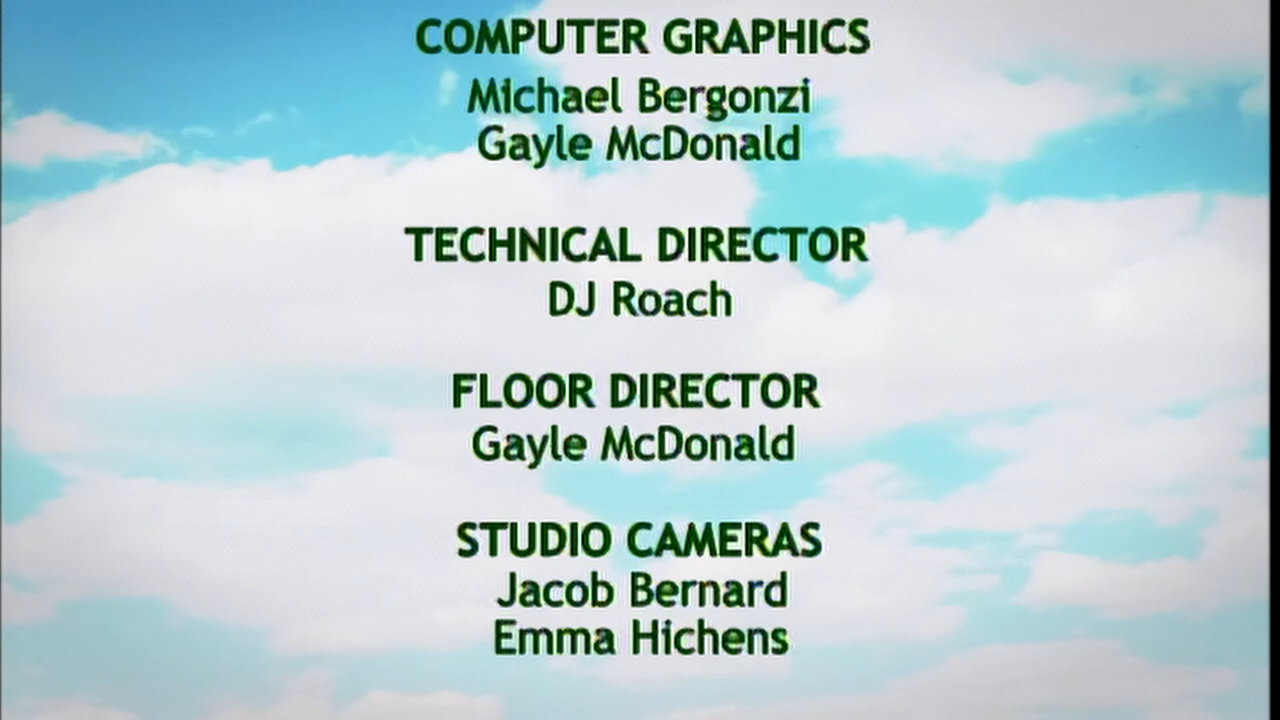 COMPUTER GRAPHICS
Michael Bergonzi
Gayle McDonald
TECHNICAL DIRECTOR
DJ Roach
FLOOR DIRECTOR
Gayle McDonald
STUDIO CAMERAS
Jacob Bernard
Emma Hichens